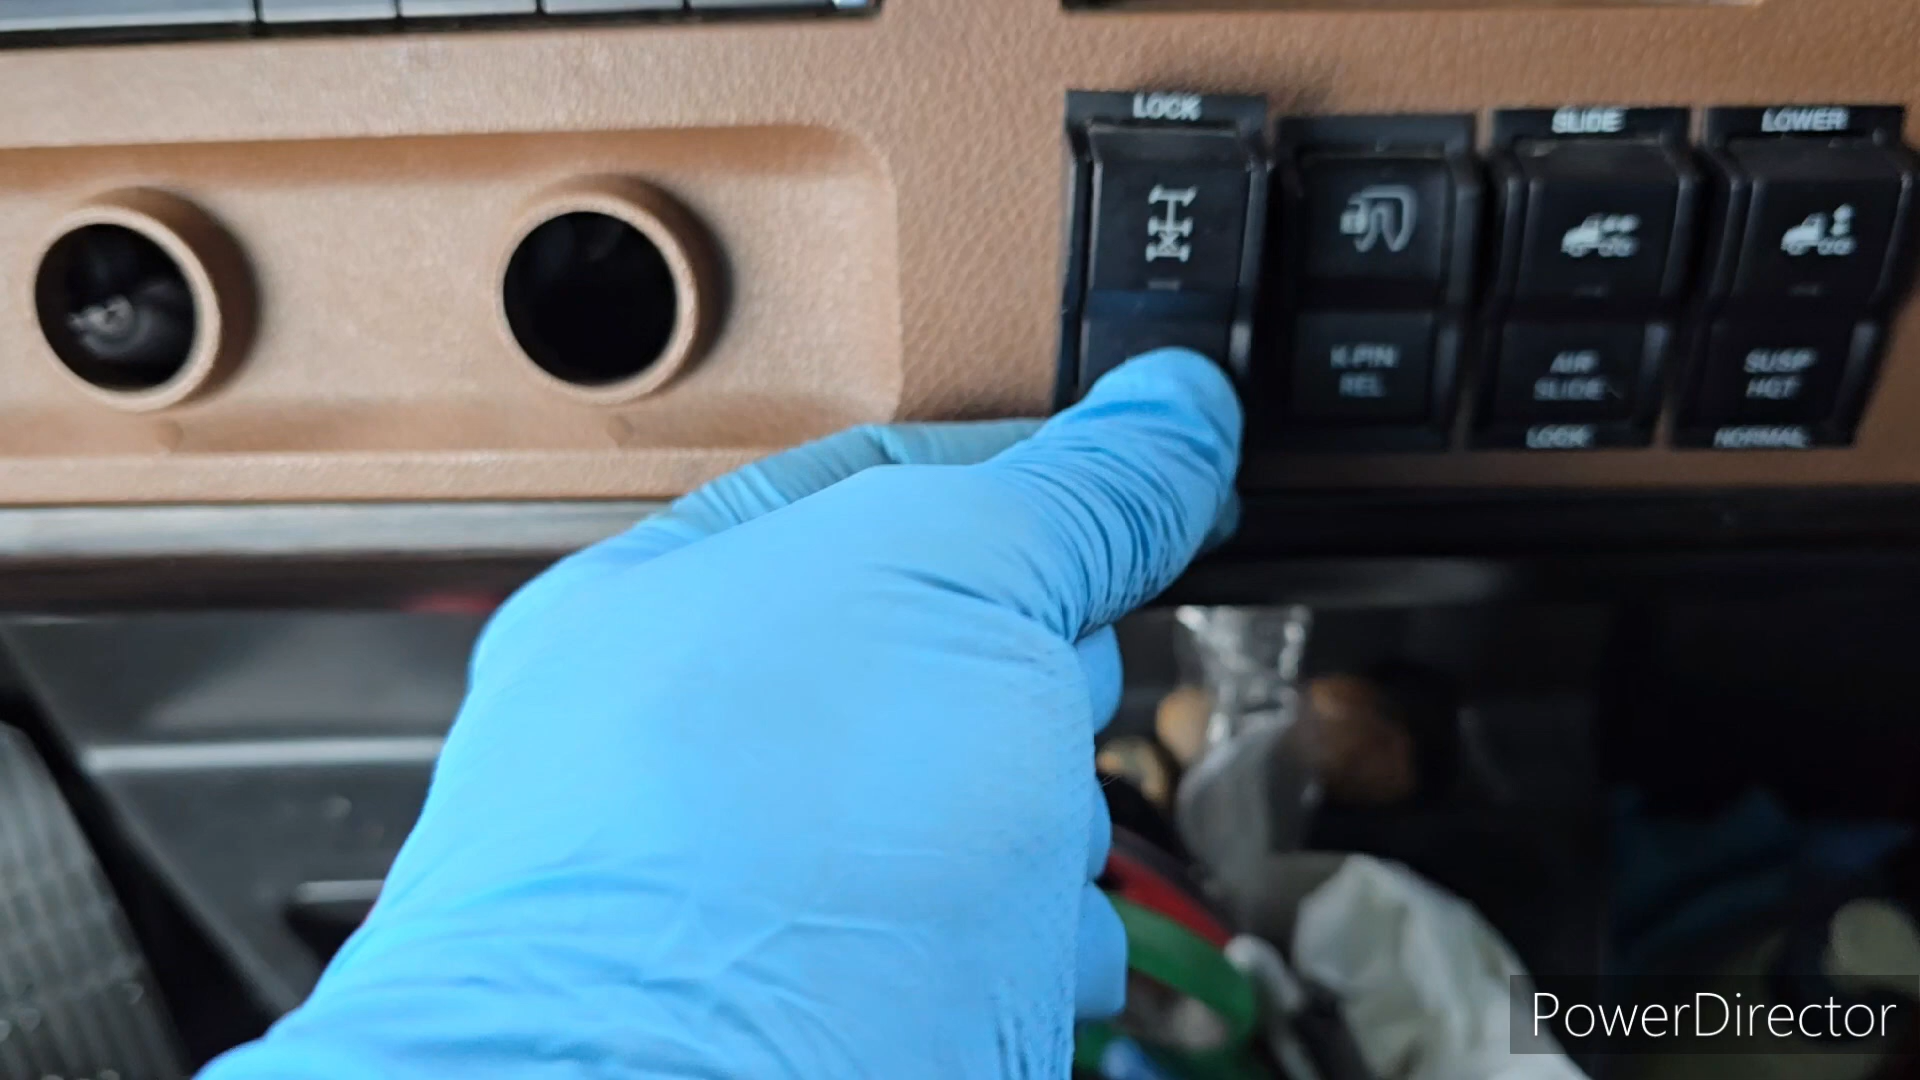 LOCK
SLIDE
LOWER
K-PIN
REL
AIR
SLIDE
SUSP
HGT
LOCK
NORMAL
PowerDirector